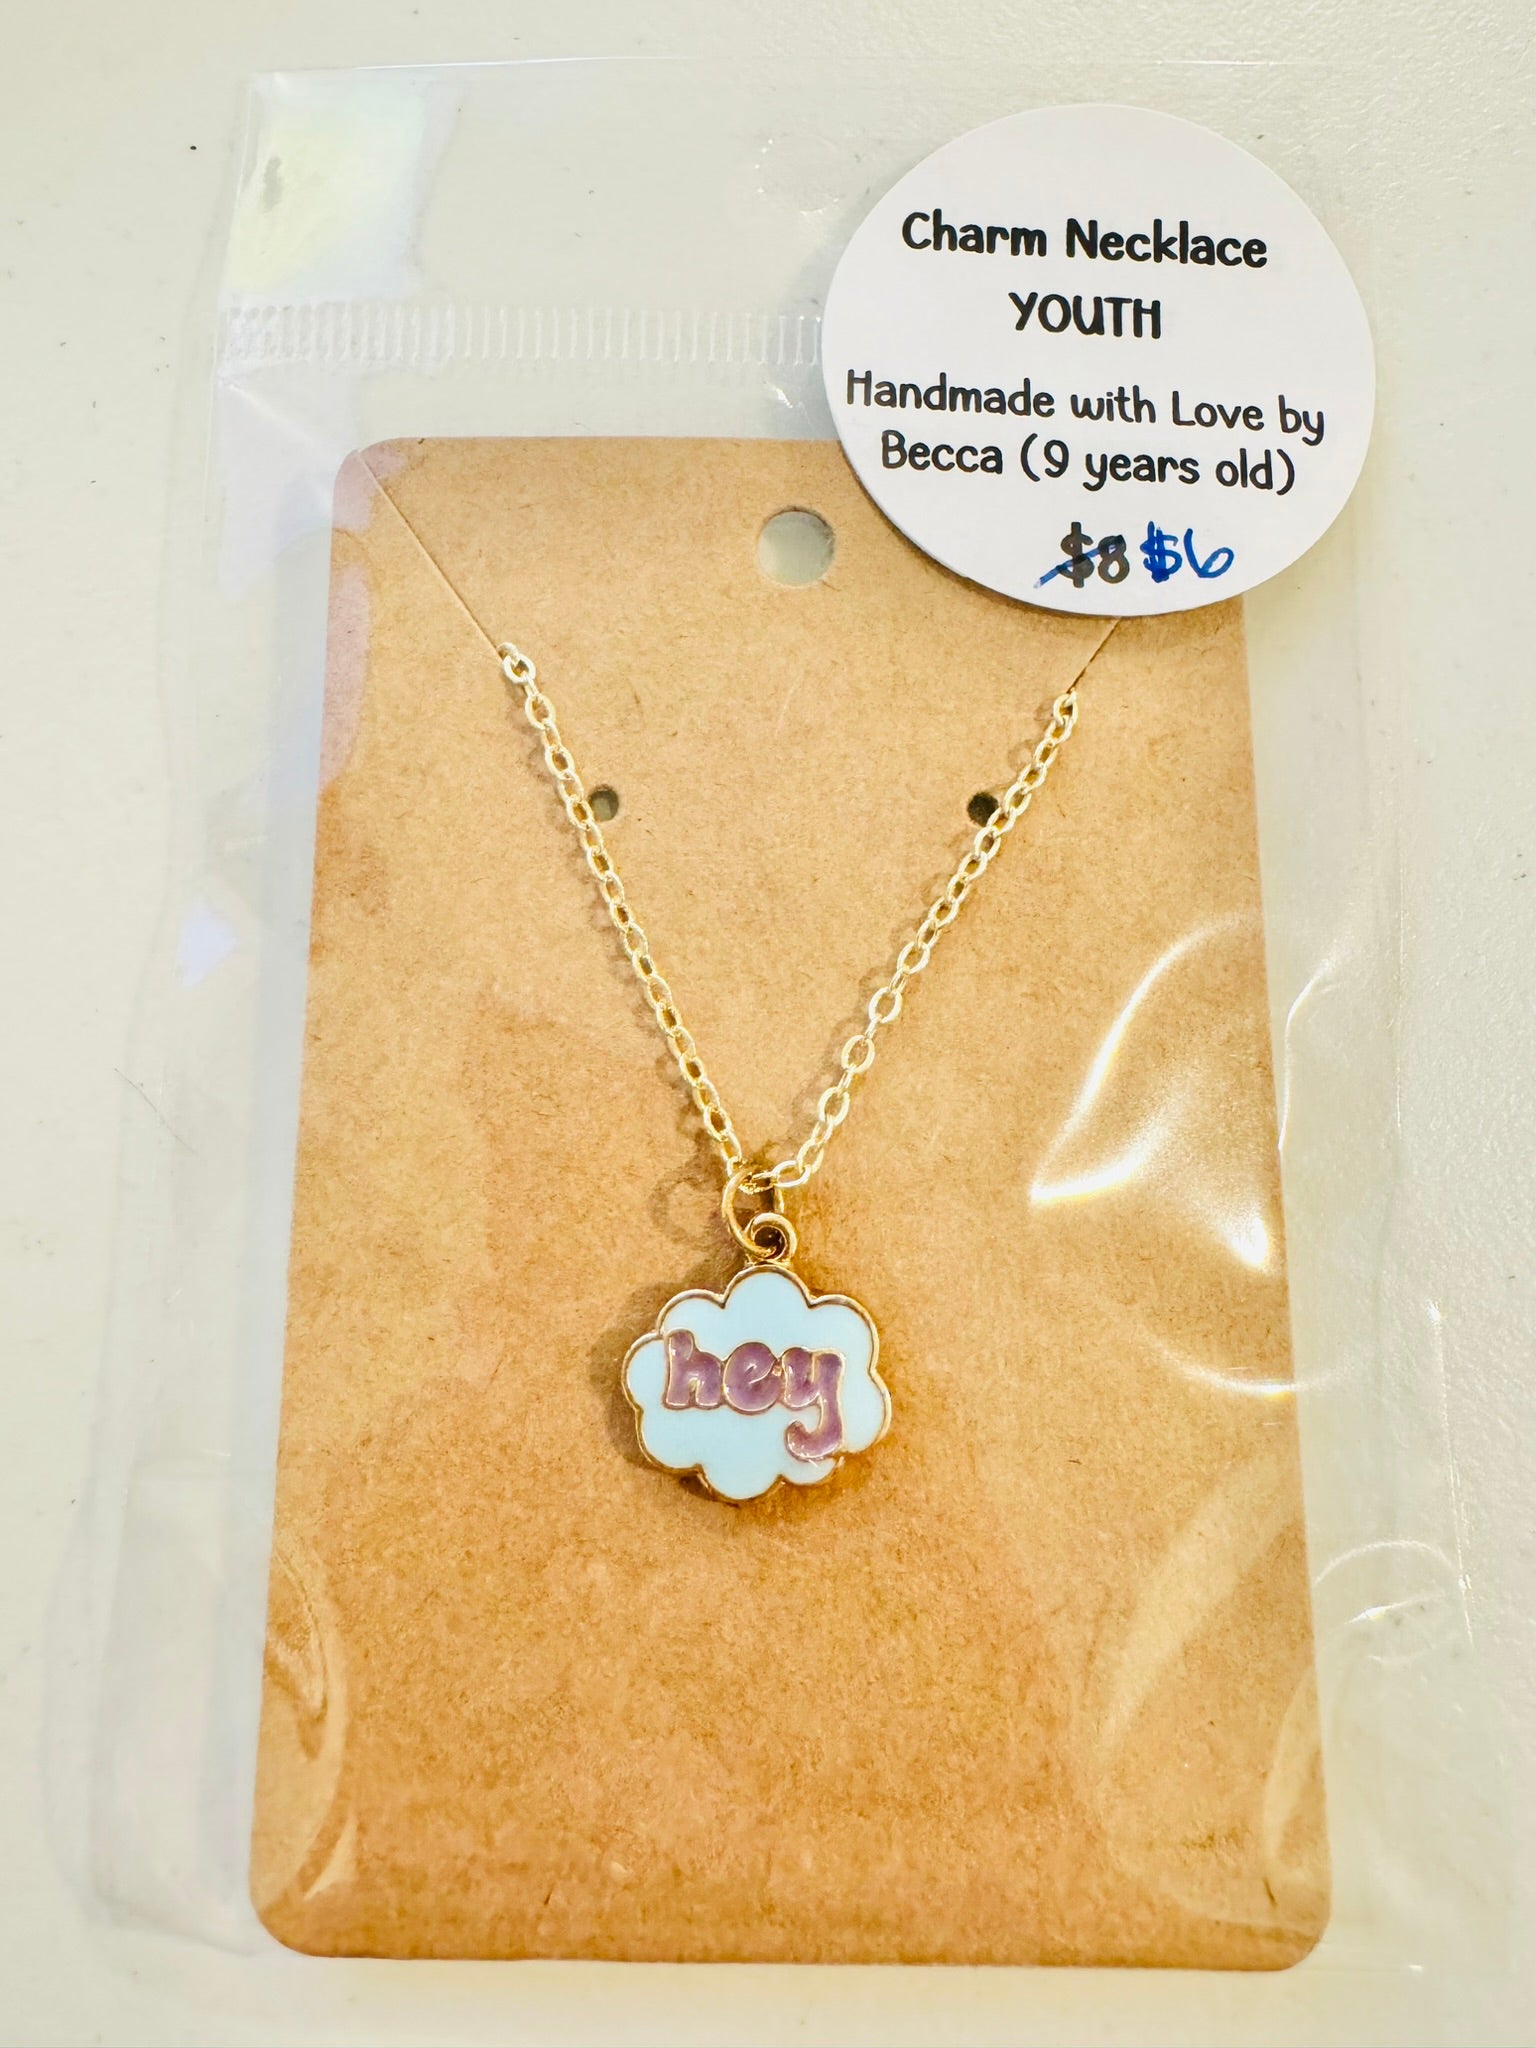 Charm Necklace
YOUTH
Handmade with Love by
Becca (9 years old)
$8 $6
hey